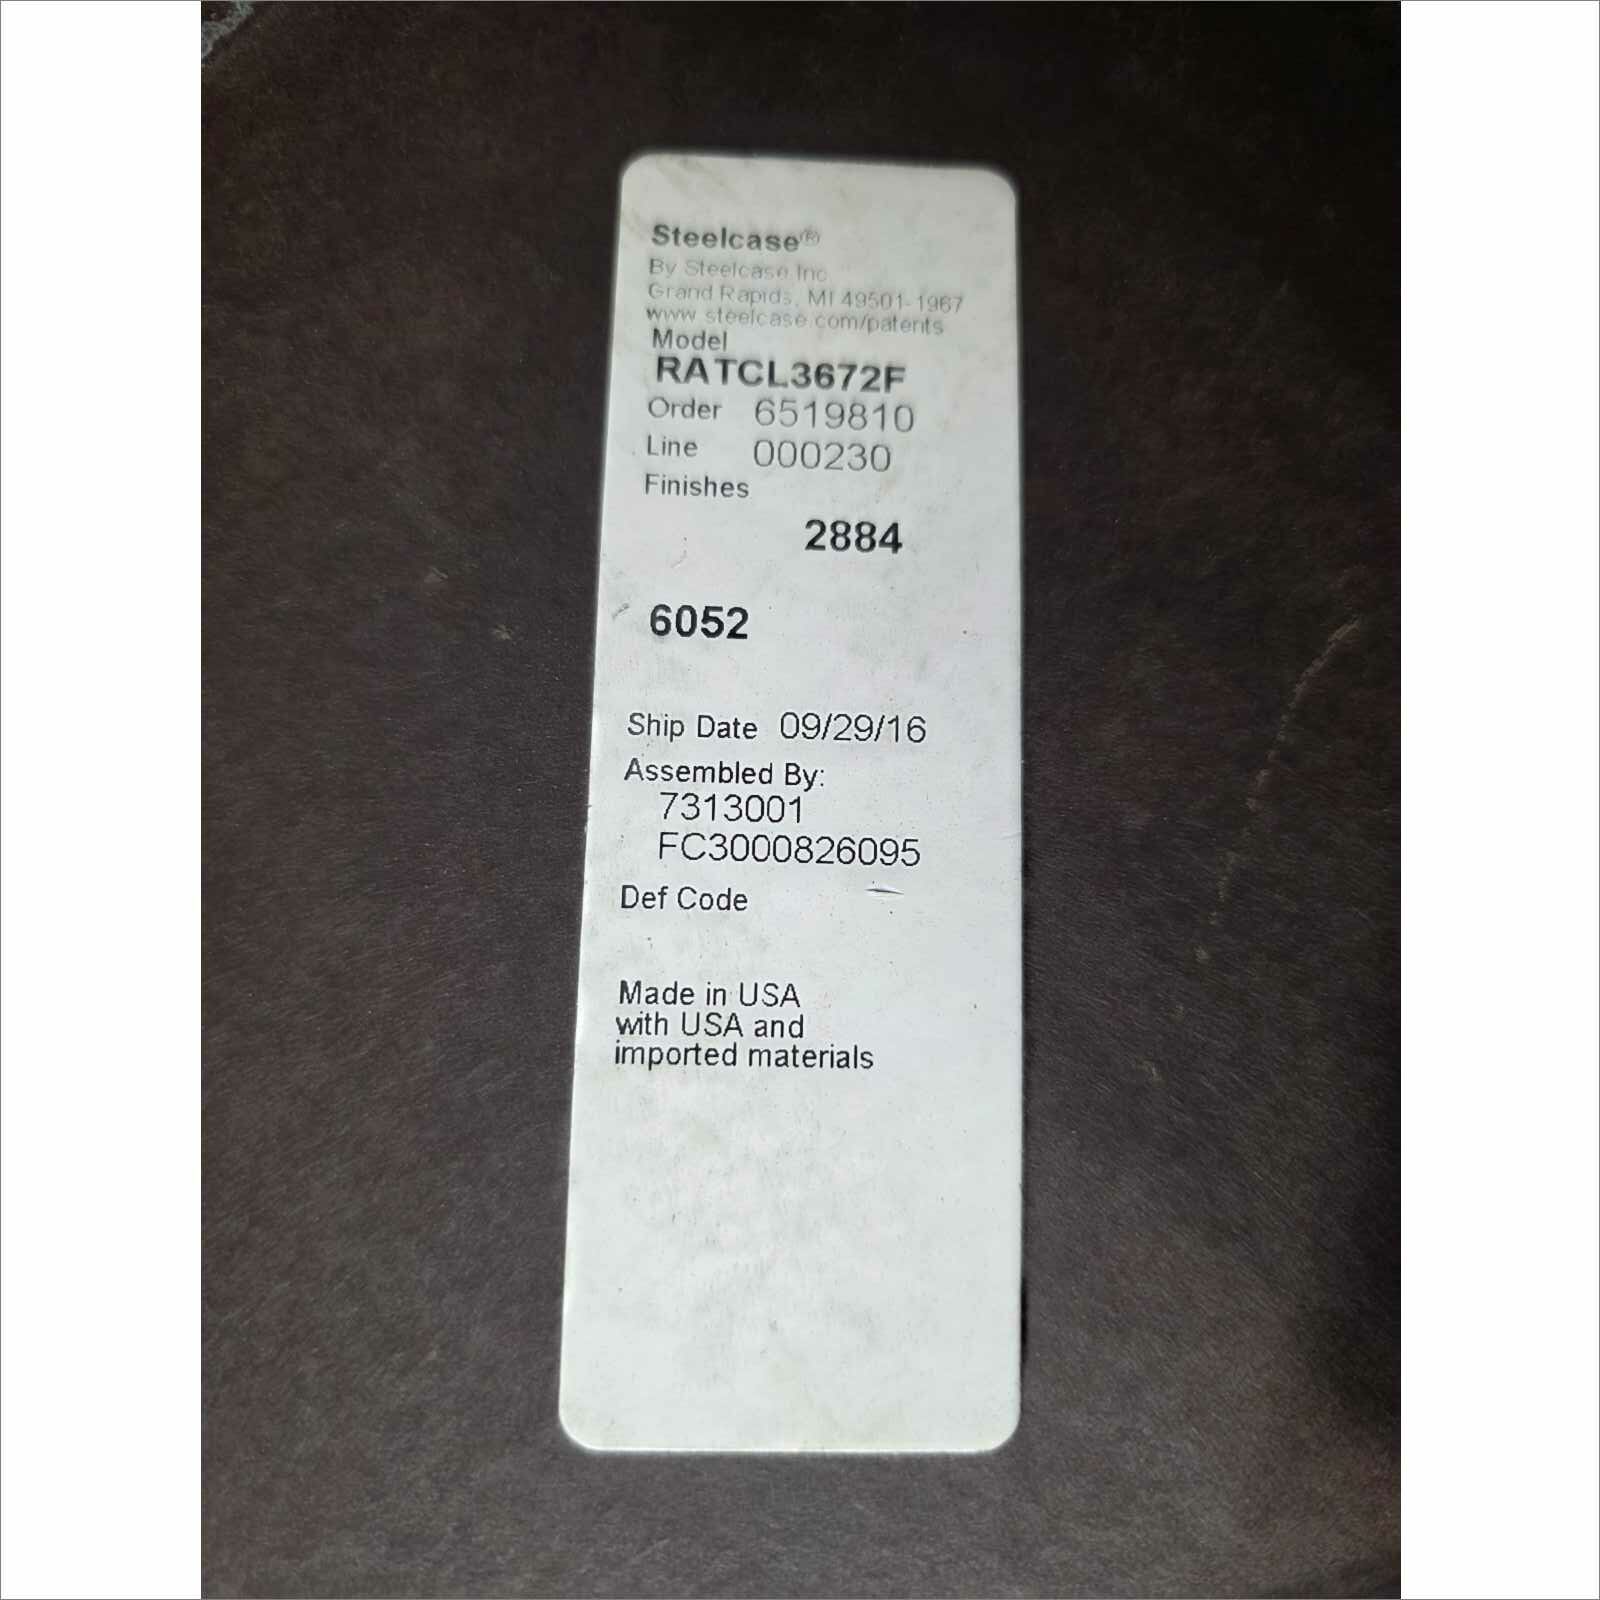 Steelcase®
By Steelcase Inc
Grand Rapids, MI 49501-1967
www.steelcase.com/patents
Model
RATCL3672F
Order 6519810
Line 000230
Finishes
2884
6052
Ship Date 09/29/16
Assembled By:
7313001
FC3000826095
Def Code
Made in USA
with USA and
imported materials